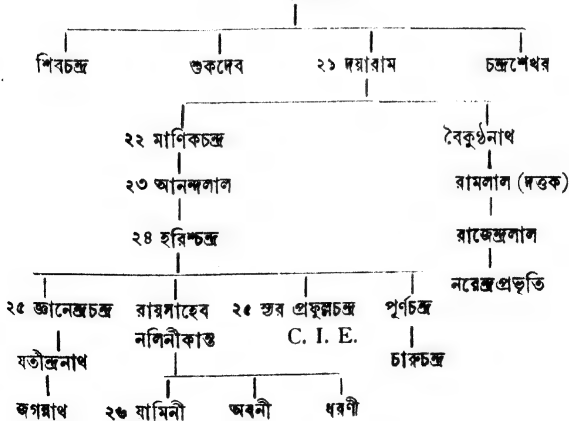 শিবচন্দ্র শুকদেব ২১ দয়ারাম চন্দ্রশেখর
২২ মাণিকচন্দ্র বৈকুণ্ঠনাথ
২৩ আনন্দলাল রামলাল (দত্তক)
২৪ হরিশ্চন্দ্র রাজেন্দ্রলাল
নরেন্দ্রপ্রভৃতি
২৫ জ্ঞানেন্দ্রচন্দ্র রায়সাহেব ২৫ স্যর প্রফুল্লচন্দ্র পূর্ণচন্দ্র
নলিনীকান্ত C. I. E.
যতীন্দ্রনাথ চারুচন্দ্র
জগন্নাথ ২৬ যামিনী অবনী ধরণী